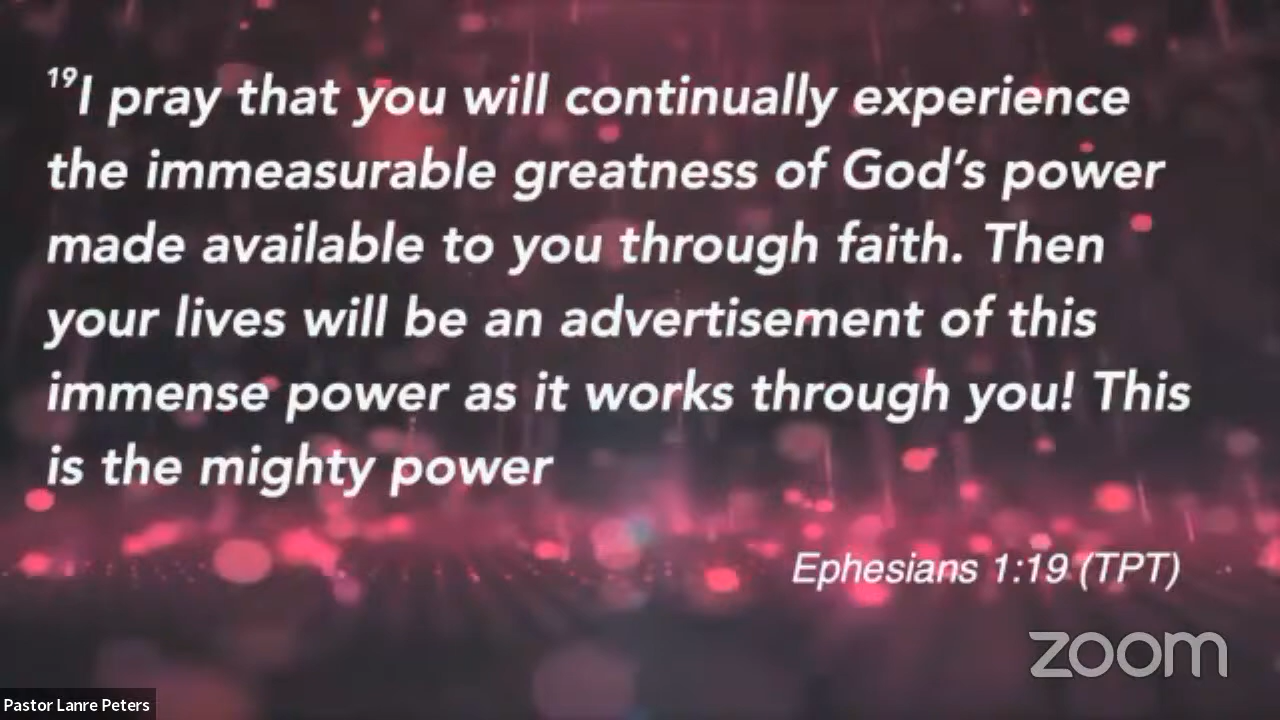 ¹⁹I pray that you will continually experience
the immeasurable greatness of God’s power
made available to you through faith. Then
your lives will be an advertisement of this
immense power as it works through you! This
is the mighty power
Ephesians 1:19 (TPT)
zoom
Pastor Lanre Peters